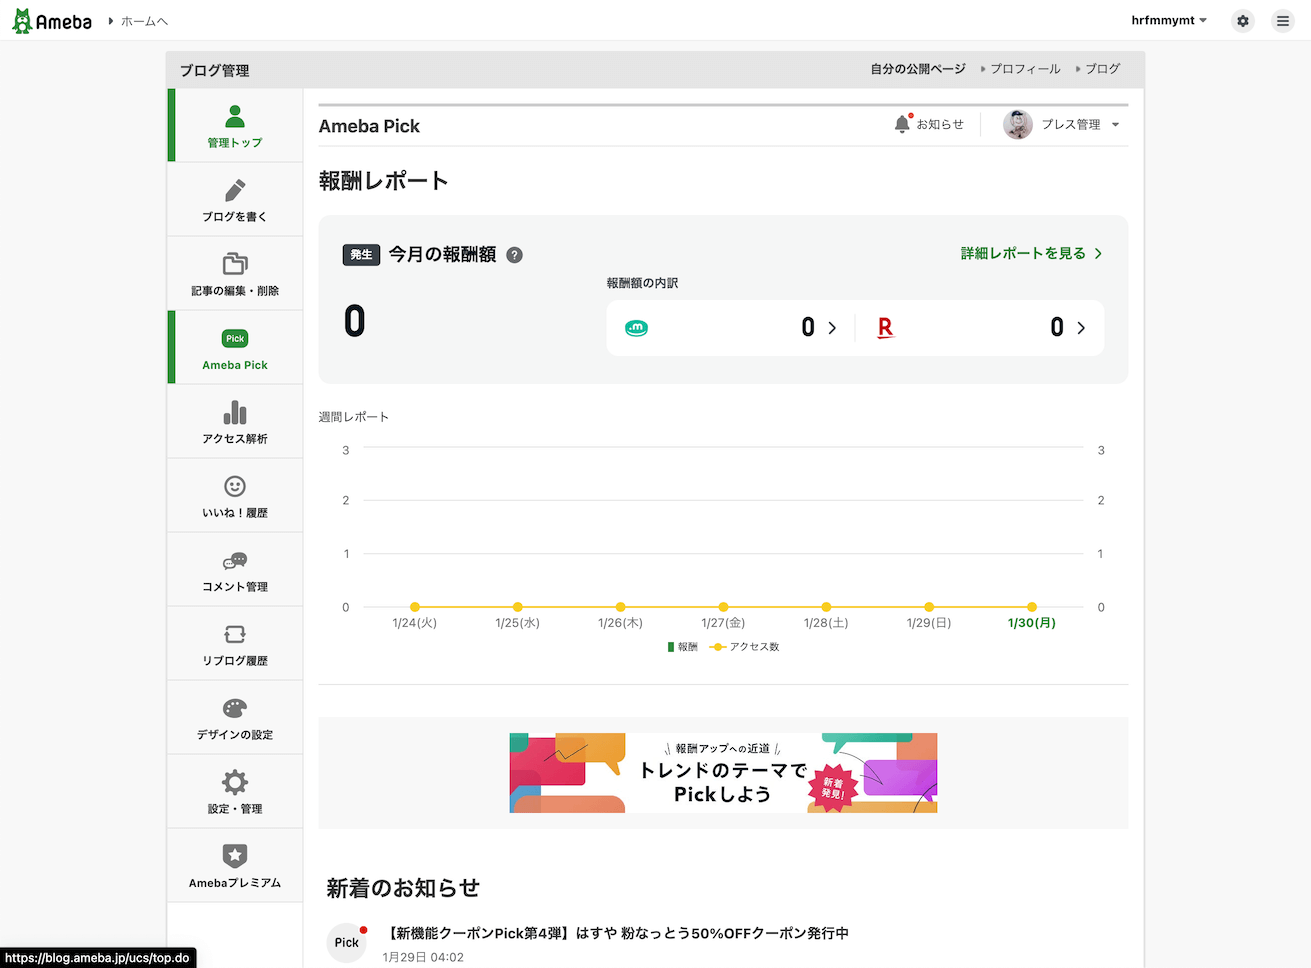 Ameba
ホームへ
hrfmmymt
ブログ管理
自分の公開ページ
プロフィール
ブログ
管理トップ
ブログを書く
記事の編集・削除
Pick
Ameba Pick
アクセス解析
いいね！履歴
コメント管理
リブログ履歴
デザインの設定
設定・管理
Amebaプレミアム
Ameba Pick
お知らせ
プレス管理
報酬レポート
発生 今月の報酬額 ?
詳細レポートを見る
0
報酬額の内訳
.m 0
R 0
週間レポート
3 3
2 2
1 1
0 0
1/24(火) 1/25(水) 1/26(木) 1/27(金) 1/28(土) 1/29(日) 1/30(月)
報酬 アクセス数
報酬アップへの近道
トレンドのテーマで
Pickしよう
新着
発見!
新着のお知らせ
Pick
【新機能クーポンPick第4弾】はすや 粉なっとう50%OFFクーポン発行中
1月29日 04:02
https://blog.ameba.jp/ucs/top.do